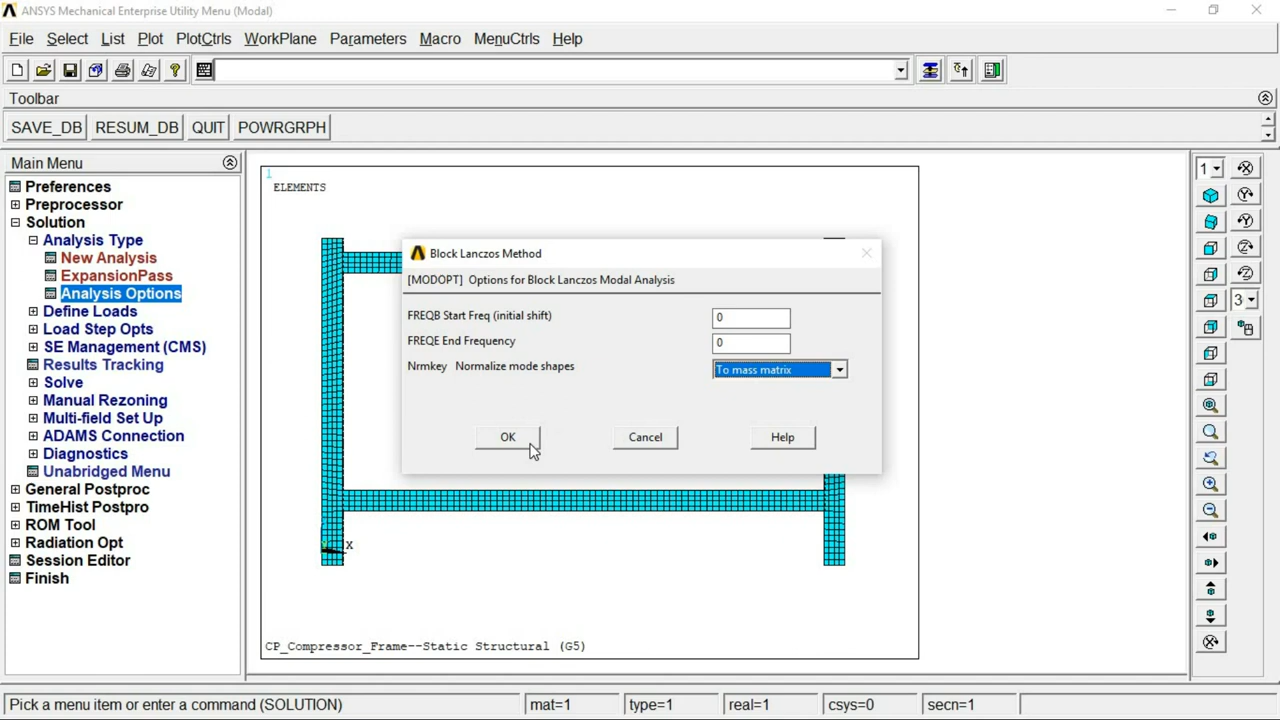 ANSYS Mechanical Enterprise Utility Menu (Modal)
File Select List Plot PlotCtrls WorkPlane Parameters Macro MenuCtrls Help
Toolbar
SAVE_DB RESUM_DB QUIT POWRGRPH
Main Menu
Preferences
Preprocessor
Solution
Analysis Type
New Analysis
ExpansionPass
Analysis Options
Define Loads
Load Step Opts
SE Management (CMS)
Results Tracking
Solve
Manual Rezoning
Multi-field Set Up
ADAMS Connection
Diagnostics
Unabridged Menu
General Postproc
TimeHist Postpro
ROM Tool
Radiation Opt
Session Editor
Finish
1
ELEMENTS
Block Lanczos Method
[MODOPT] Options for Block Lanczos Modal Analysis
FREQB Start Freq (initial shift) 0
FREQE End Frequency 0
Nrmkey Normalize mode shapes To mass matrix
OK Cancel Help
X
CP_Compressor_Frame--Static Structural (G5)
1
3
Pick a menu item or enter a command (SOLUTION) mat=1 type=1 real=1 csys=0 secn=1